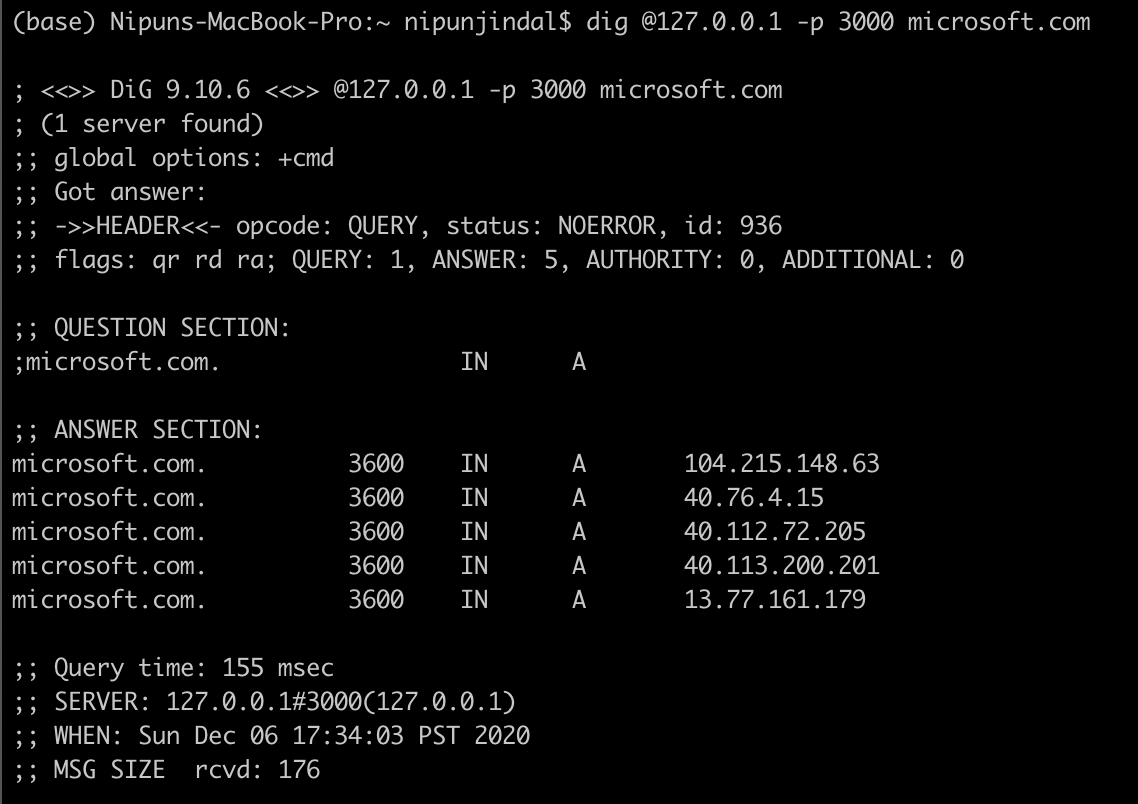 (base) Nipuns-MacBook-Pro:~ nipunjindal$ dig @127.0.0.1 -p 3000 microsoft.com
; <<>> DiG 9.10.6 <<>> @127.0.0.1 -p 3000 microsoft.com
; (1 server found)
;; global options: +cmd
;; Got answer:
;; ->>HEADER<<- opcode: QUERY, status: NOERROR, id: 936
;; flags: qr rd ra; QUERY: 1, ANSWER: 5, AUTHORITY: 0, ADDITIONAL: 0
;; QUESTION SECTION:
;microsoft.com. IN A
;; ANSWER SECTION:
microsoft.com. 3600 IN A 104.215.148.63
microsoft.com. 3600 IN A 40.76.4.15
microsoft.com. 3600 IN A 40.112.72.205
microsoft.com. 3600 IN A 40.113.200.201
microsoft.com. 3600 IN A 13.77.161.179
;; Query time: 155 msec
;; SERVER: 127.0.0.1#3000(127.0.0.1)
;; WHEN: Sun Dec 06 17:34:03 PST 2020
;; MSG SIZE  rcvd: 176